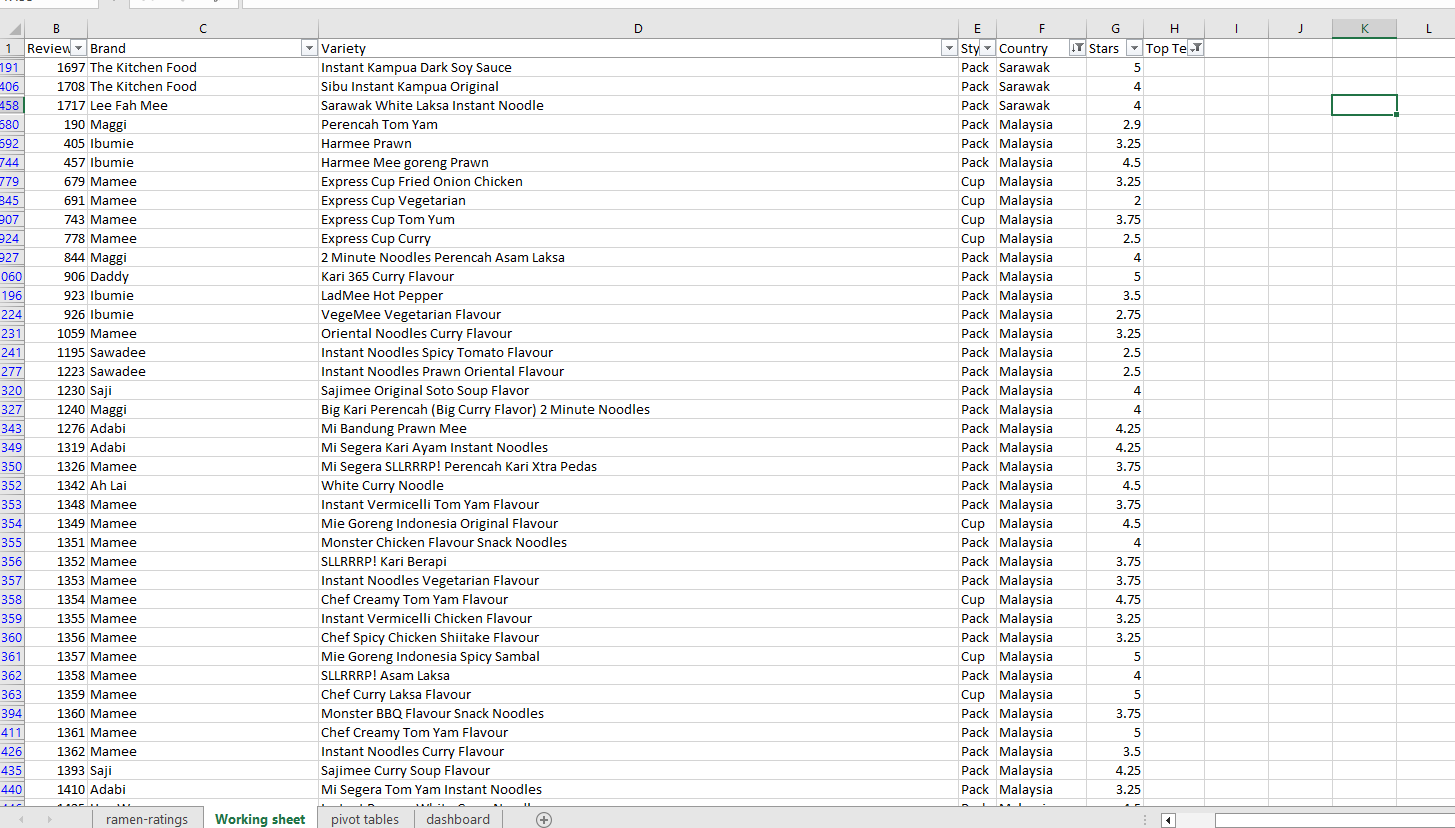 B C D E F G H I J K L
1 Review Brand Variety Sty Country Stars Top Te
191 1697 The Kitchen Food Instant Kampua Dark Soy Sauce Pack Sarawak 5
406 1708 The Kitchen Food Sibu Instant Kampua Original Pack Sarawak 4
458 1717 Lee Fah Mee Sarawak White Laksa Instant Noodle Pack Sarawak 4
680 190 Maggi Perencah Tom Yam Pack Malaysia 2.9
692 405 Ibumie Harmee Prawn Pack Malaysia 3.25
744 457 Ibumie Harmee Mee goreng Prawn Pack Malaysia 4.5
779 679 Mamee Express Cup Fried Onion Chicken Cup Malaysia 3.25
845 691 Mamee Express Cup Vegetarian Cup Malaysia 2
907 743 Mamee Express Cup Tom Yum Cup Malaysia 3.75
924 778 Mamee Express Cup Curry Cup Malaysia 2.5
927 844 Maggi 2 Minute Noodles Perencah Asam Laksa Pack Malaysia 4
060 906 Daddy Kari 365 Curry Flavour Pack Malaysia 5
196 923 Ibumie LadMee Hot Pepper Pack Malaysia 3.5
224 926 Ibumie VegeMee Vegetarian Flavour Pack Malaysia 2.75
231 1059 Mamee Oriental Noodles Curry Flavour Pack Malaysia 3.25
241 1195 Sawadee Instant Noodles Spicy Tomato Flavour Pack Malaysia 2.5
277 1223 Sawadee Instant Noodles Prawn Oriental Flavour Pack Malaysia 2.5
320 1230 Saji Sajimee Original Soto Soup Flavor Pack Malaysia 4
327 1240 Maggi Big Kari Perencah (Big Curry Flavor) 2 Minute Noodles Pack Malaysia 4
343 1276 Adabi Mi Bandung Prawn Mee Pack Malaysia 4.25
349 1319 Adabi Mi Segera Kari Ayam Instant Noodles Pack Malaysia 4.25
350 1326 Mamee Mi Segera SLLRRRP! Perencah Kari Xtra Pedas Pack Malaysia 3.75
352 1342 Ah Lai White Curry Noodle Pack Malaysia 4.5
353 1348 Mamee Instant Vermicelli Tom Yam Flavour Pack Malaysia 3.75
354 1349 Mamee Mie Goreng Indonesia Original Flavour Cup Malaysia 4.5
355 1351 Mamee Monster Chicken Flavour Snack Noodles Pack Malaysia 4
356 1352 Mamee SLLRRRP! Kari Berapi Pack Malaysia 3.75
357 1353 Mamee Instant Noodles Vegetarian Flavour Pack Malaysia 3.75
358 1354 Mamee Chef Creamy Tom Yam Flavour Cup Malaysia 4.75
359 1355 Mamee Instant Vermicelli Chicken Flavour Pack Malaysia 3.25
360 1356 Mamee Chef Spicy Chicken Shiitake Flavour Pack Malaysia 3.25
361 1357 Mamee Mie Goreng Indonesia Spicy Sambal Cup Malaysia 5
362 1358 Mamee SLLRRRP! Asam Laksa Pack Malaysia 4
363 1359 Mamee Chef Curry Laksa Flavour Cup Malaysia 5
394 1360 Mamee Monster BBQ Flavour Snack Noodles Pack Malaysia 3.75
411 1361 Mamee Chef Creamy Tom Yam Flavour Pack Malaysia 5
426 1362 Mamee Instant Noodles Curry Flavour Pack Malaysia 3.5
435 1393 Saji Sajimee Curry Soup Flavour Pack Malaysia 4.25
440 1410 Adabi Mi Segera Tom Yam Instant Noodles Pack Malaysia 3.25
ramen-ratings Working sheet pivot tables dashboard